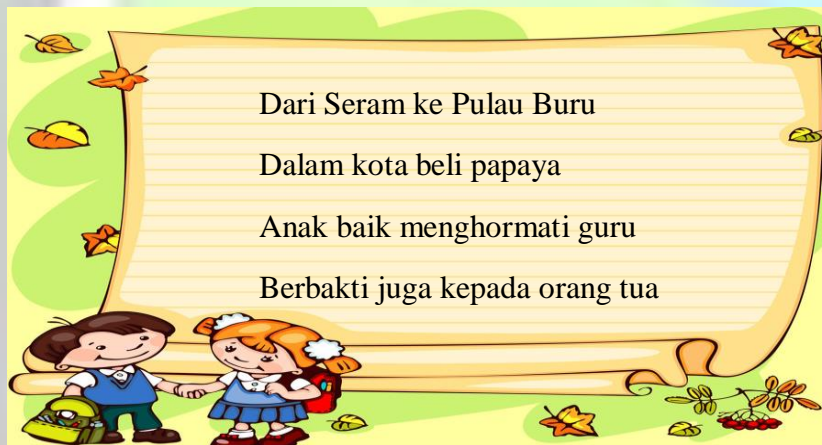 Dari Seram ke Pulau Buru
Dalam kota beli papaya
Anak baik menghormati guru
Berbakti juga kepada orang tua